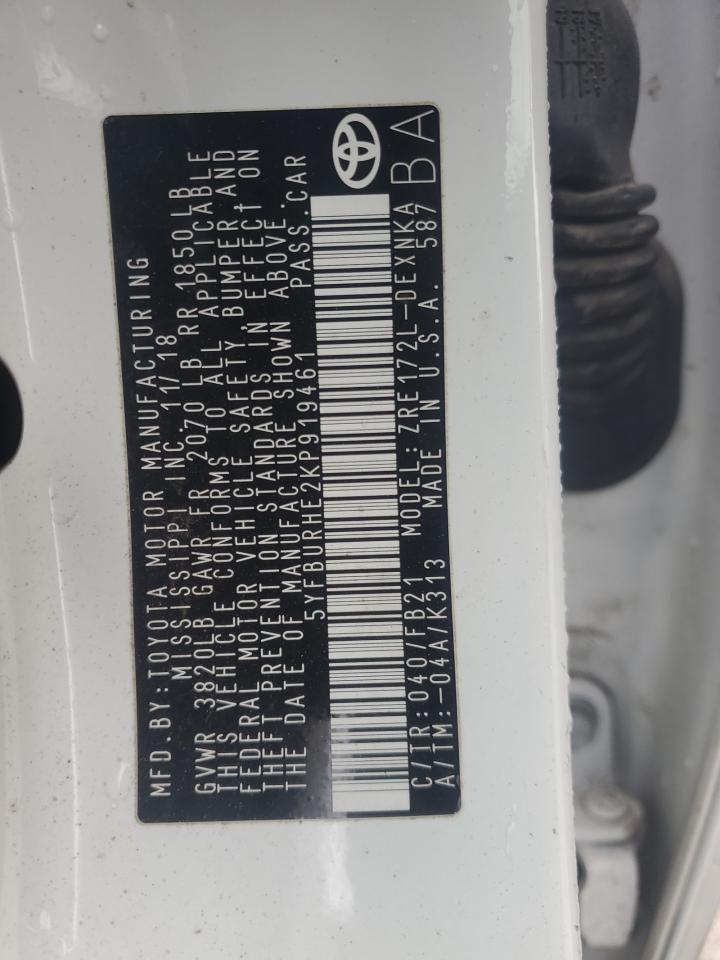 MFD.BY:TOYOTA MOTOR MANUFACTURING
MISSISSIPPI INC. 11/18
GVWR 3820LB GAWR FR 2070 LB RR 1850 LB
THIS VEHICLE CONFORMS TO ALL APPLICABLE
FEDERAL MOTOR VEHICLE SAFETY, BUMPER AND
THEFT PREVENTION STANDARDS IN EFFECT ON
THE DATE OF MANUFACTURE SHOWN ABOVE.
5YFBURHE2KP919461 PASS.CAR
C/TR:040/FB21 MODEL:ZRE172L-DEXNKA
A/TM:-04A/K313 MADE IN U.S.A. 587
BA